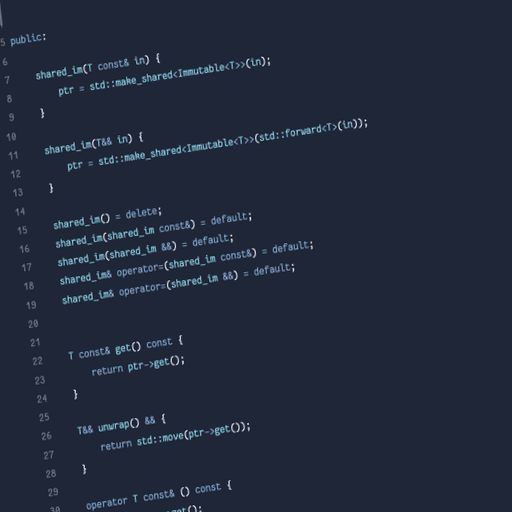 5 public:
6
7 shared_im(T const& in) {
8 ptr = std::make_shared<Immutable<T>>(in);
9 }
10
11 shared_im(T&& in) {
12 ptr = std::make_shared<Immutable<T>>(std::forward<T>(in));
13 }
14
15 shared_im() = delete;
16 shared_im(shared_im const&) = default;
17 shared_im(shared_im &&) = default;
18 shared_im& operator=(shared_im const&) = default;
19 shared_im& operator=(shared_im &&) = default;
20
21
22 T const& get() const {
23 return ptr->get();
24 }
25
26 T&& unwrap() && {
27 return std::move(ptr->get());
28 }
29
30 operator T const& () const {